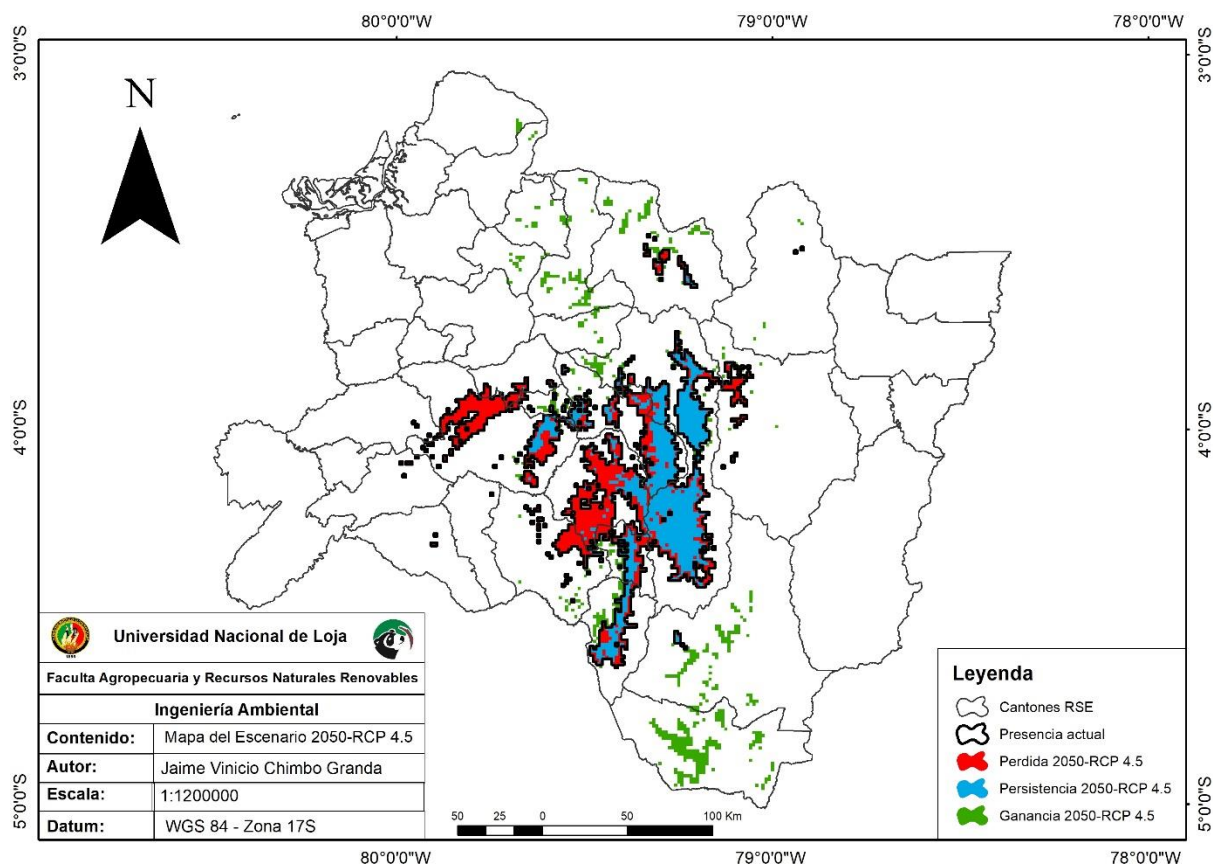 80°0'0"W 79°0'0"W 78°0'0"W
3°0'0"S 3°0'0"S
N
4°0'0"S 4°0'0"S
Universidad Nacional de Loja
Faculta Agropecuaria y Recursos Naturales Renovables
Ingeniería Ambiental
Contenido: Mapa del Escenario 2050-RCP 4.5
Autor: Jaime Vinicio Chimbo Granda
Escala: 1:1200000
Datum: WGS 84 - Zona 17S
Leyenda
Cantones RSE
Presencia actual
Perdida 2050-RCP 4.5
Persistencia 2050-RCP 4.5
Ganancia 2050-RCP 4.5
50 25 0 50 100 Km
5°0'0"S 5°0'0"S
80°0'0"W 79°0'0"W 78°0'0"W